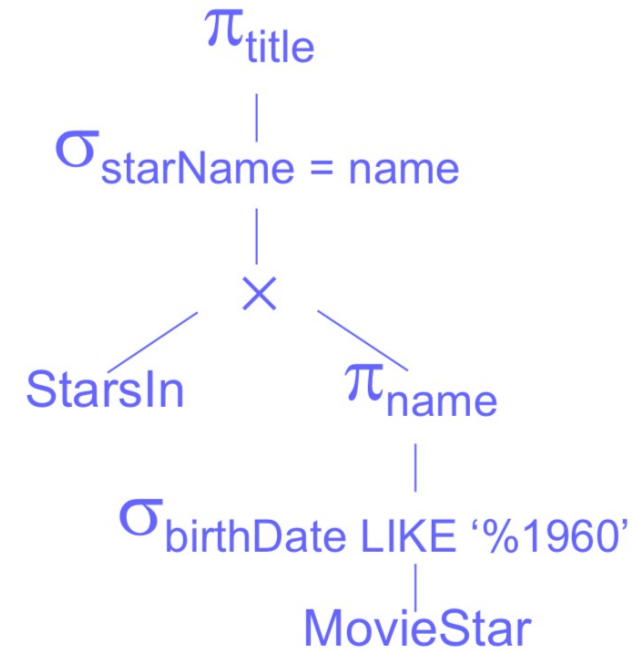 πtitle
σstarName = name
×
StarsIn
πname
σbirthDate LIKE ‘%1960’
MovieStar